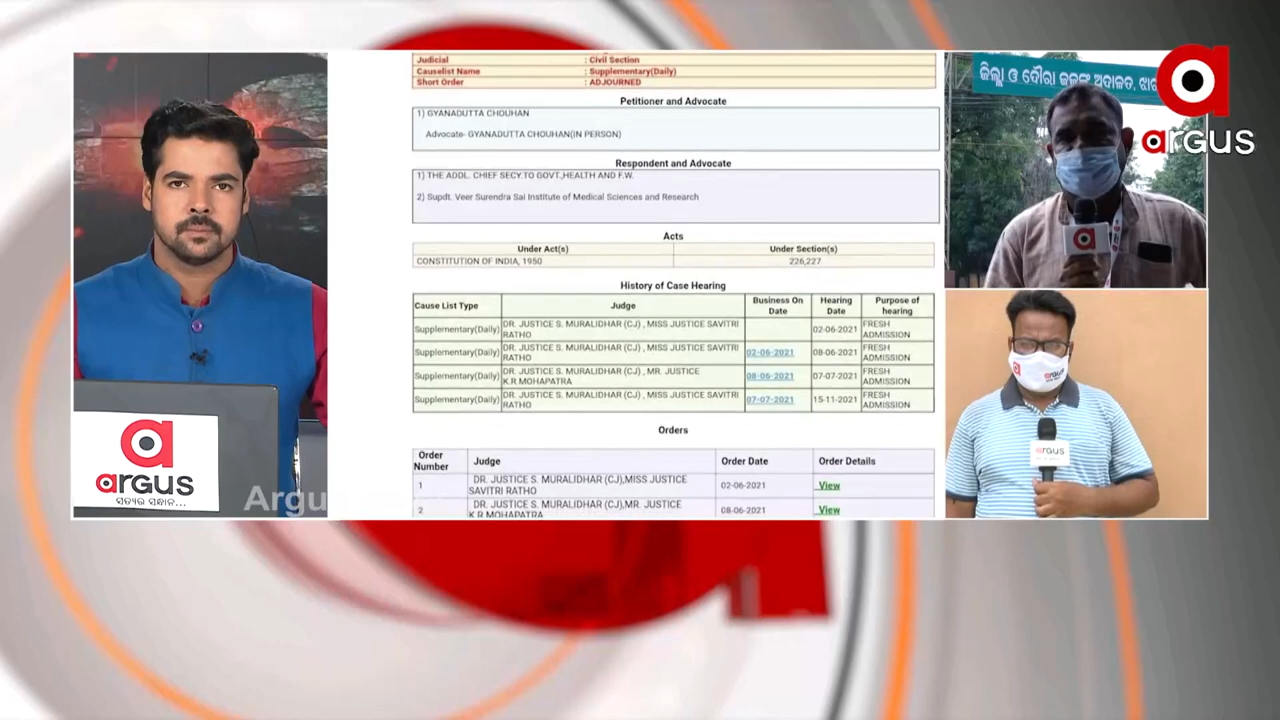 Judicial : Civil Section
Causelist Name : Supplementary(Daily)
Short Order : ADJOURNED
Petitioner and Advocate
1) GYANADUTTA CHOUHAN
Advocate- GYANADUTTA CHOUHAN(IN PERSON)
Respondent and Advocate
1) THE ADDL. CHIEF SECY.TO GOVT.,HEALTH AND F.W.
2) Supdt. Veer Surendra Sai Institute of Medical Sciences and Research
Acts
Under Act(s) Under Section(s)
CONSTITUTION OF INDIA, 1950 226,227
History of Case Hearing
Cause List Type Judge Business On Date Hearing Date Purpose of hearing
Supplementary(Daily) DR. JUSTICE S. MURALIDHAR (CJ) , MISS JUSTICE SAVITRI RATHO 02-06-2021 FRESH ADMISSION
Supplementary(Daily) DR. JUSTICE S. MURALIDHAR (CJ) , MISS JUSTICE SAVITRI RATHO 02-06-2021 08-06-2021 FRESH ADMISSION
Supplementary(Daily) DR. JUSTICE S. MURALIDHAR (CJ) , MR. JUSTICE K.R.MOHAPATRA 08-06-2021 07-07-2021 FRESH ADMISSION
Supplementary(Daily) DR. JUSTICE S. MURALIDHAR (CJ) , MISS JUSTICE SAVITRI RATHO 07-07-2021 15-11-2021 FRESH ADMISSION
Orders
Order Number Judge Order Date Order Details
1 DR. JUSTICE S. MURALIDHAR (CJ),MISS JUSTICE SAVITRI RATHO 02-06-2021 View
2 DR. JUSTICE S. MURALIDHAR (CJ),MR. JUSTICE K.R.MOHAPATRA 08-06-2021 View
ଜିଲ୍ଲା ଓ ଦୌରା ଜଜଙ୍କ ଅଦାଲତ, ଝାର
argus
argus
ସତ୍ୟର ସନ୍ଧାନ...
Argus
argus
argus